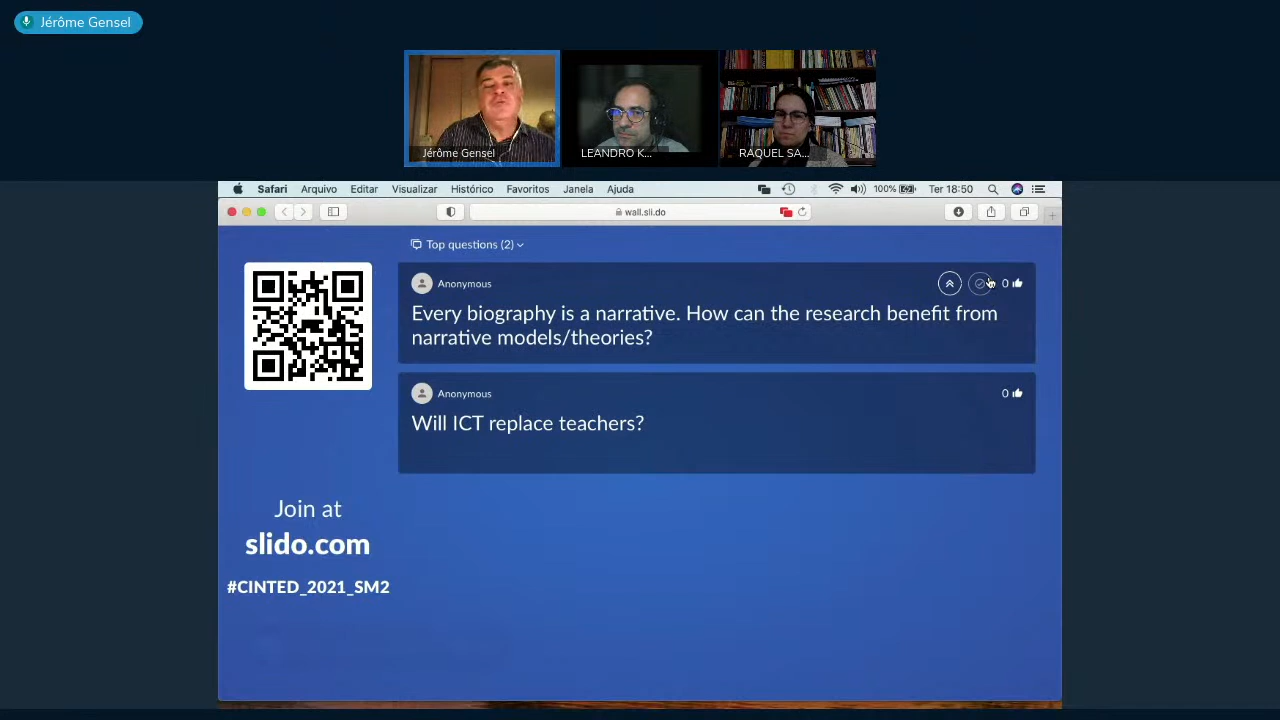 Jérôme Gensel
Jérôme Gensel
LEANDRO K...
RAQUEL SA...
Safari Arquivo Editar Visualizar Histórico Favoritos Janela Ajuda 100% Ter 18:50
wall.sli.do
Top questions (2)
Anonymous
0
Every biography is a narrative. How can the research benefit from
narrative models/theories?
Anonymous
0
Will ICT replace teachers?
Join at
slido.com
#CINTED_2021_SM2